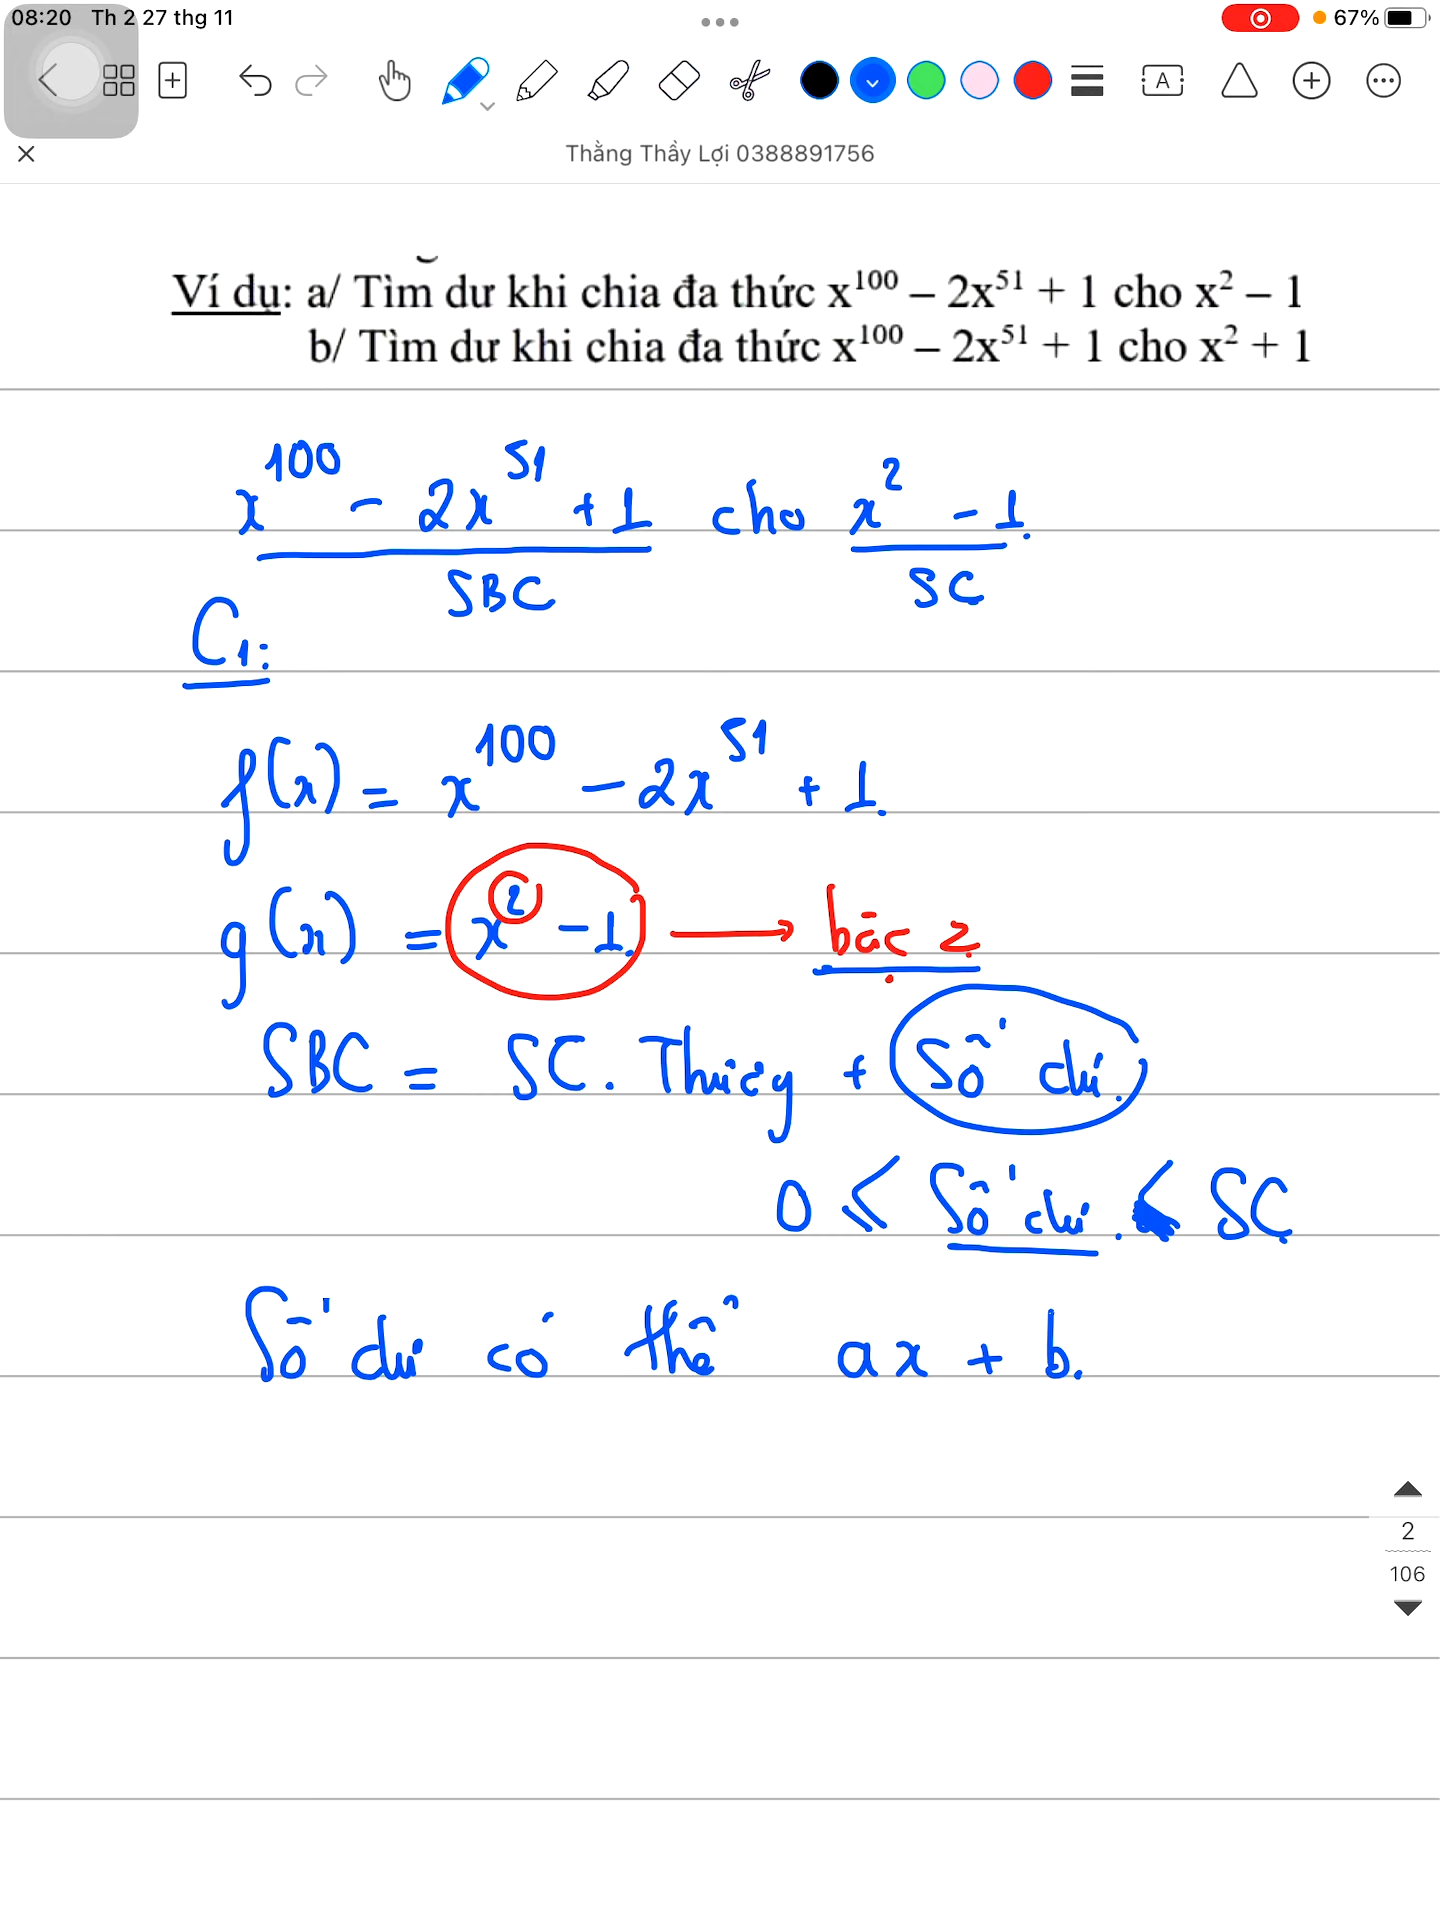 08:20 Th 2 27 thg 11
67%
A
Thằng Thầy Lợi 0388891756
Ví dụ: a/ Tìm dư khi chia đa thức x¹⁰⁰ – 2x⁵¹ + 1 cho x² – 1
b/ Tìm dư khi chia đa thức x¹⁰⁰ – 2x⁵¹ + 1 cho x² + 1
x¹⁰⁰ - 2x⁵¹ + 1 cho x² - 1.
SBC SC
C₁:
f(x) = x¹⁰⁰ - 2x⁵¹ + 1.
g(x) = x² - 1. → bậc 2
SBC = SC. Thương + Số dư.
0 ≤ Số dư. < SC
Số dư có thể ax + b.
2
106